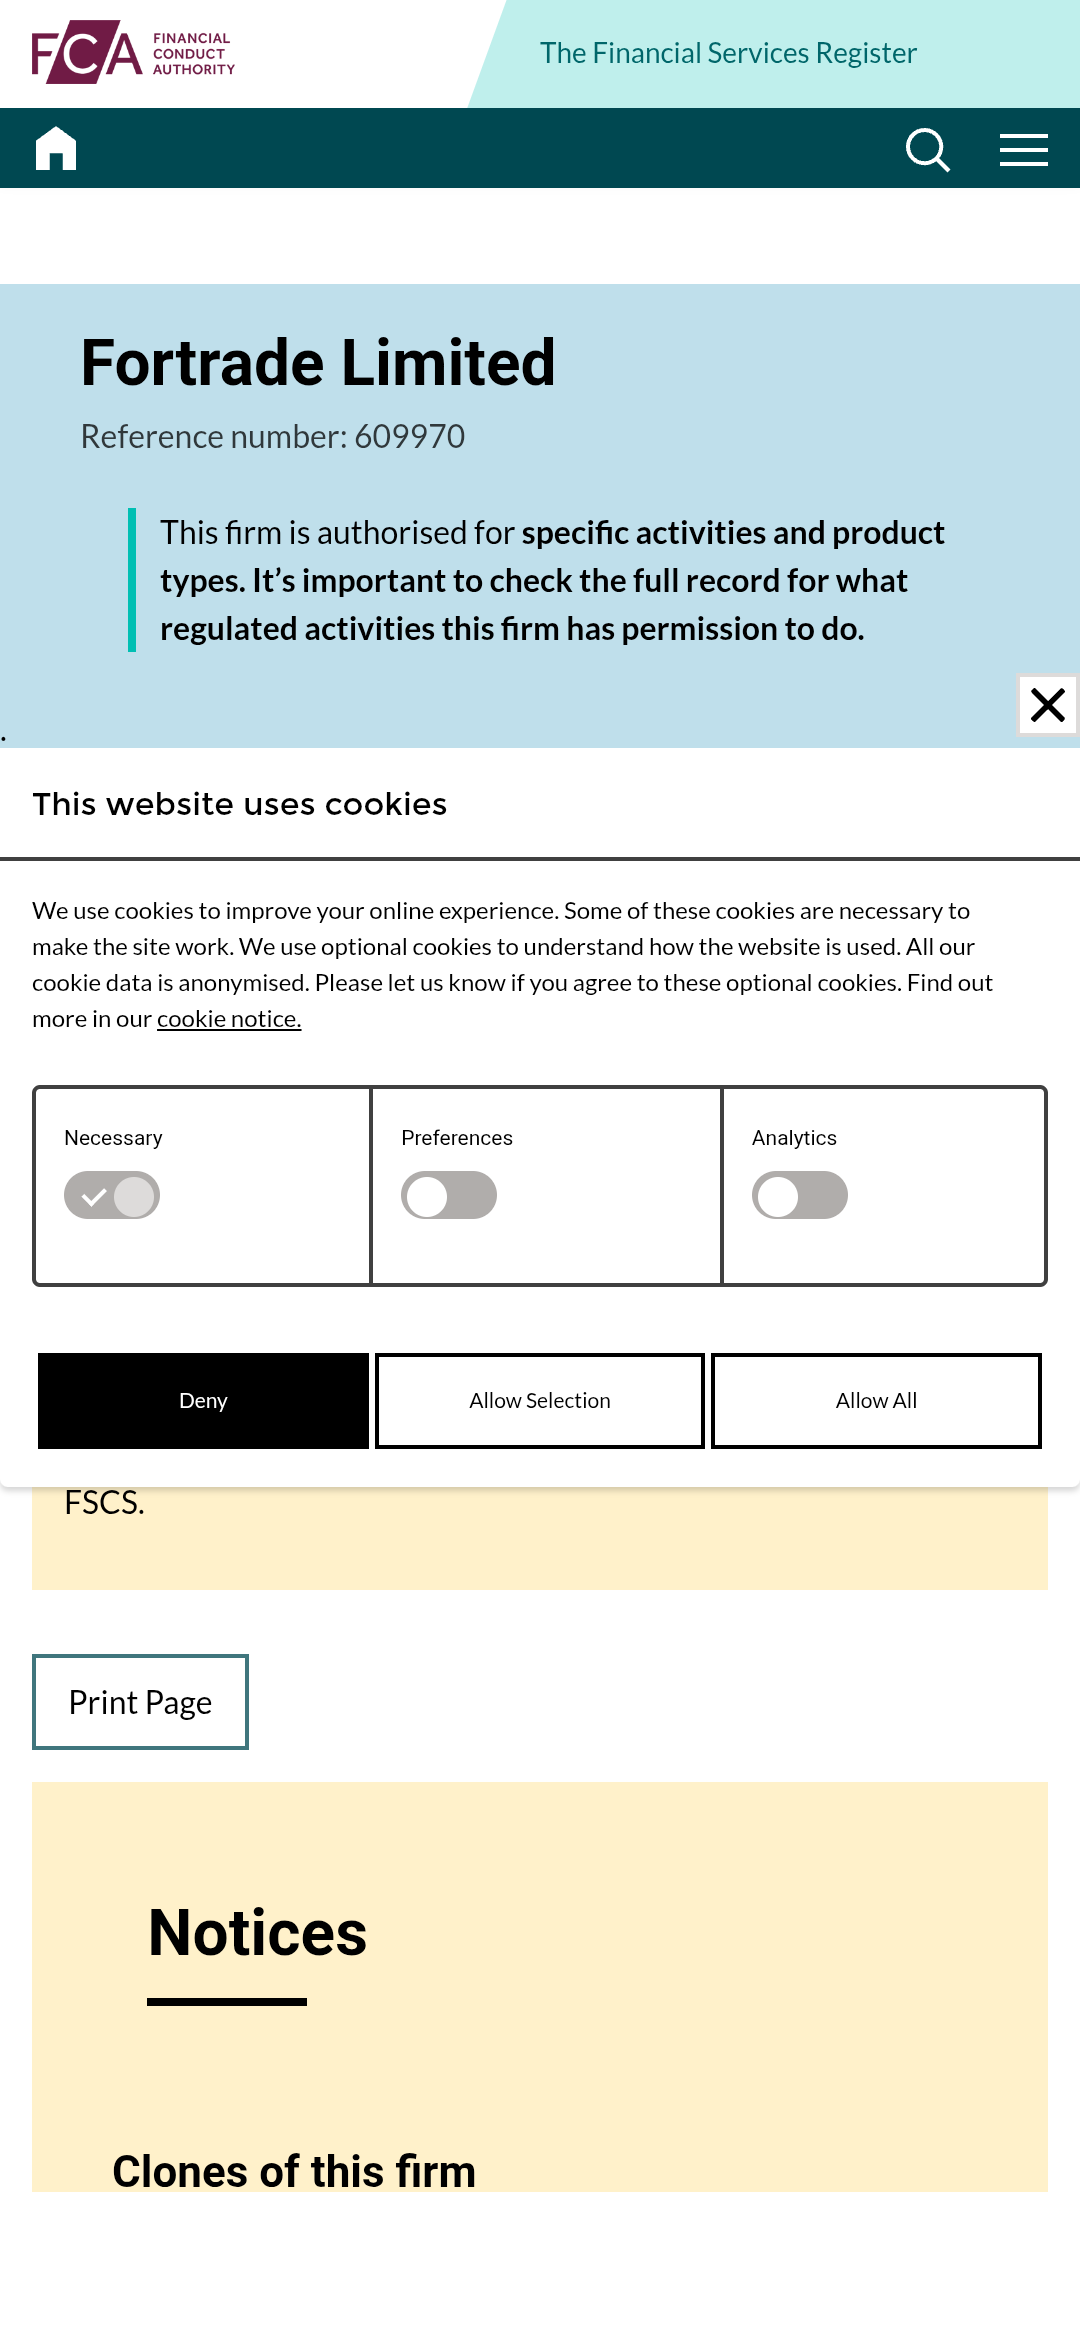 FCA
FINANCIAL
CONDUCT
AUTHORITY
The Financial Services Register
Fortrade Limited
Reference number: 609970
This firm is authorised for specific activities and product
types. It’s important to check the full record for what
regulated activities this firm has permission to do.
.
This website uses cookies
We use cookies to improve your online experience. Some of these cookies are necessary to
make the site work. We use optional cookies to understand how the website is used. All our
cookie data is anonymised. Please let us know if you agree to these optional cookies. Find out
more in our cookie notice.
Necessary
Preferences
Analytics
Deny
Allow Selection
Allow All
FSCS.
Print Page
Notices
Clones of this firm